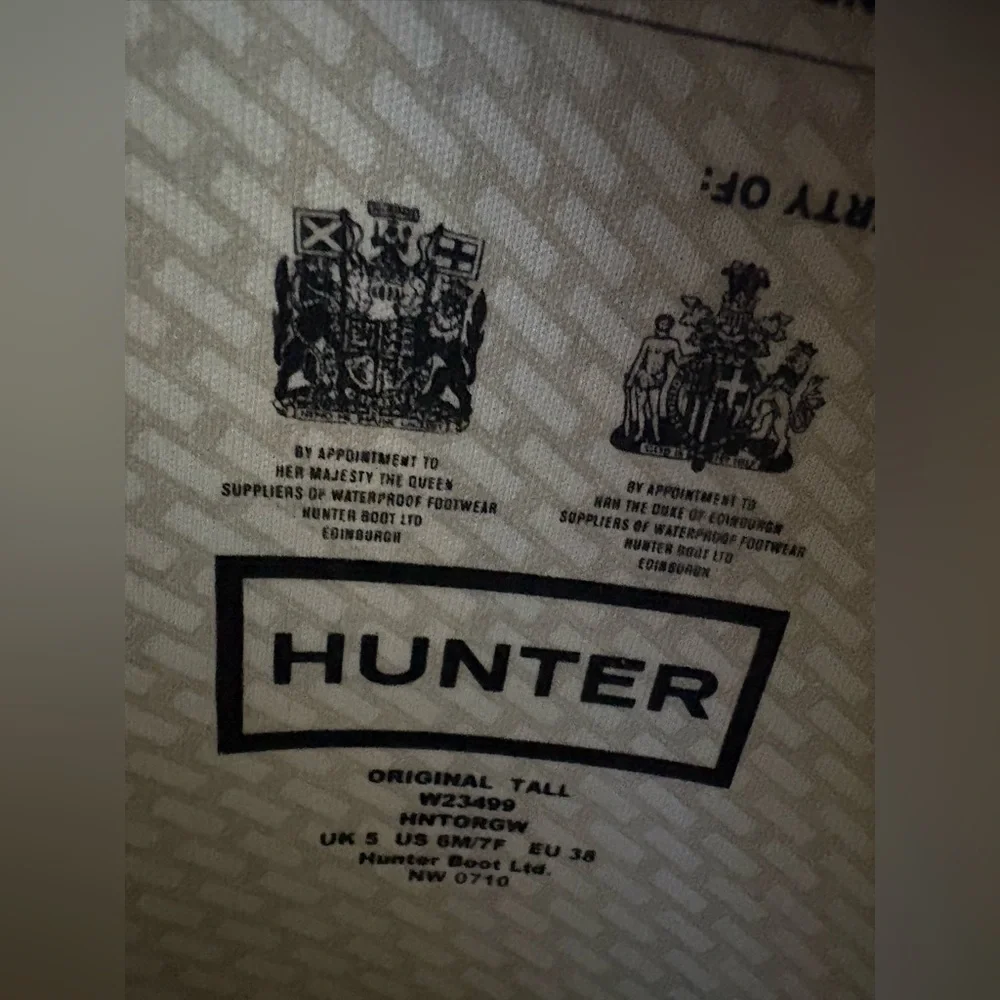 RTY OF:
BY APPOINTMENT TO
HER MAJESTY THE QUEEN
SUPPLIERS OF WATERPROOF FOOTWEAR
HUNTER BOOT LTD
EDINBURGH
BY APPOINTMENT TO
HRH THE DUKE OF EDINBURGH
SUPPLIERS OF WATERPROOF FOOTWEAR
HUNTER BOOT LTD
EDINBURGH
HUNTER
ORIGINAL TALL
W23499
HNTORGW
UK 5 US 6M/7F EU 38
Hunter Boot Ltd.
NW 0710